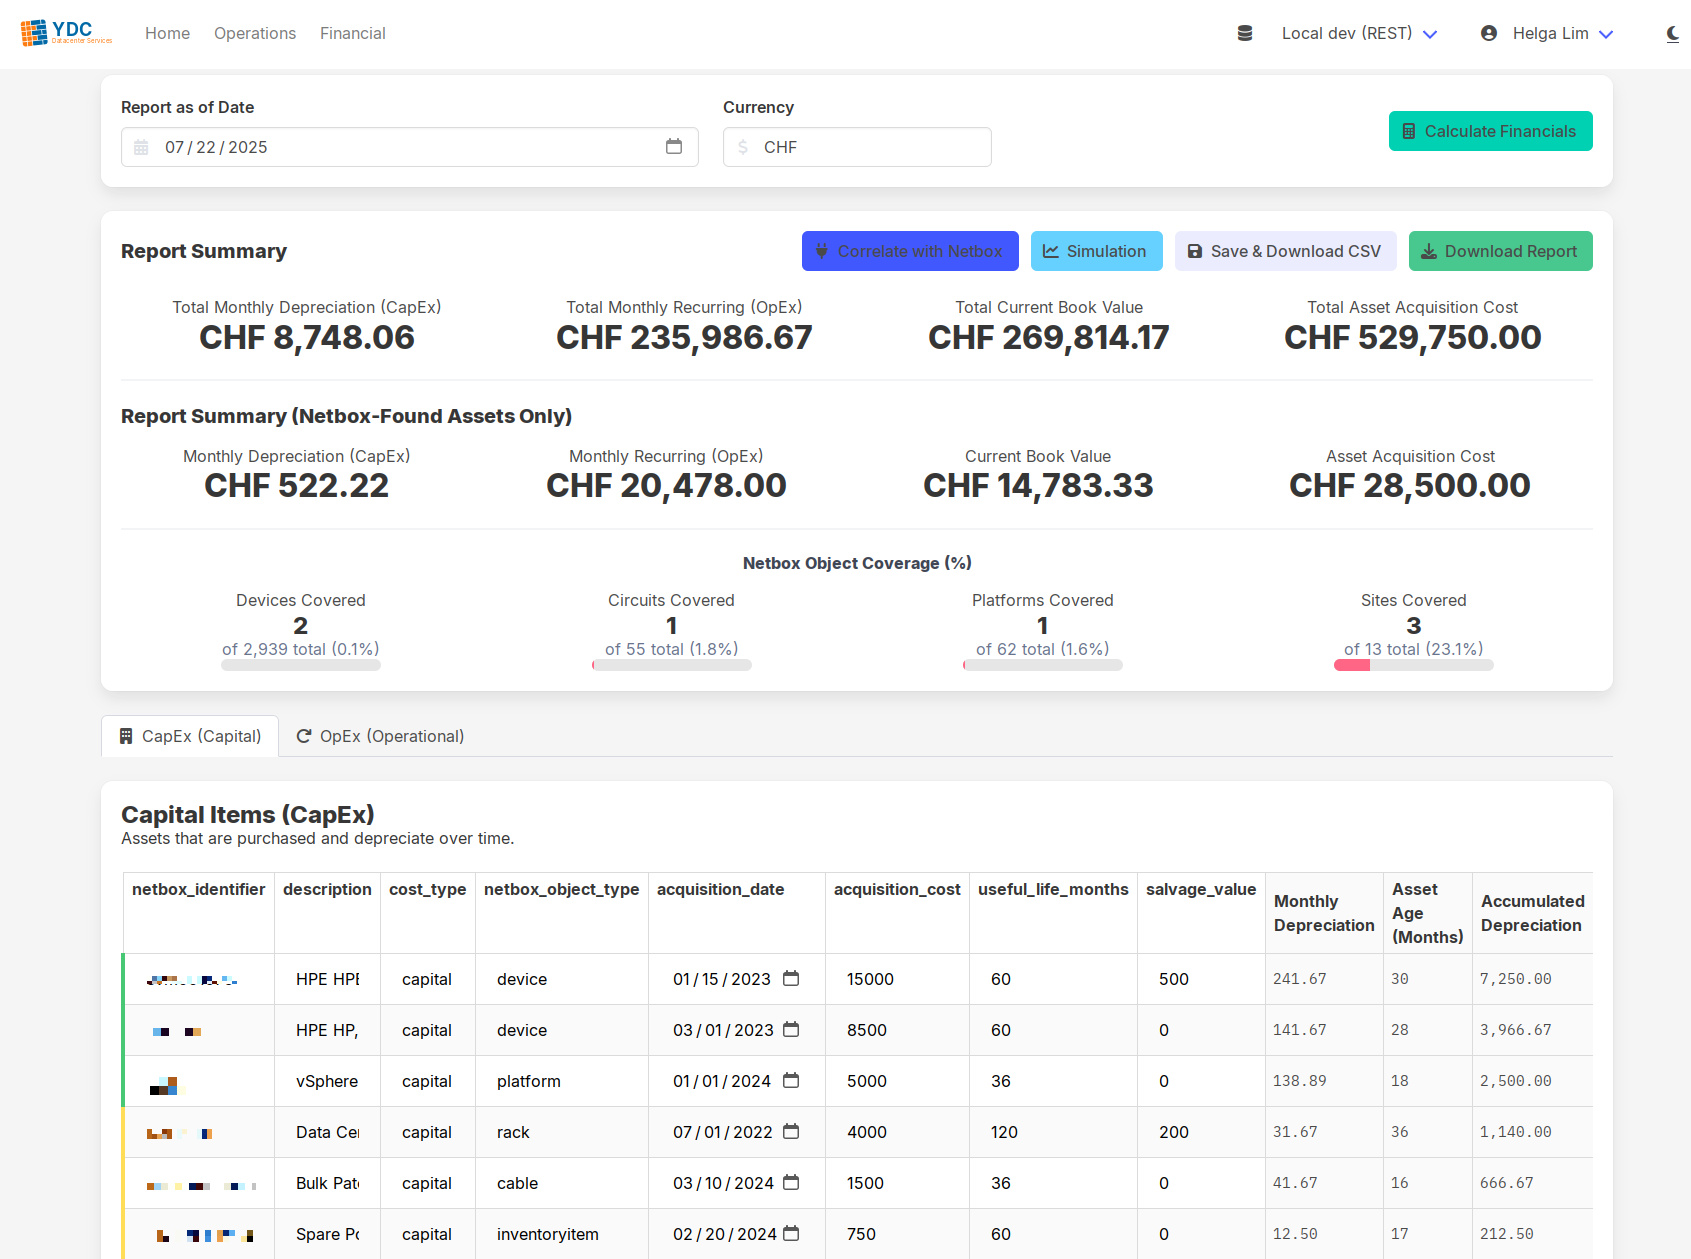 YDC
Datacenter Services
Home Operations Financial
Local dev (REST) Helga Lim
Report as of Date
07/22/2025
Currency
$ CHF
Calculate Financials
Report Summary
Correlate with Netbox Simulation Save & Download CSV Download Report
Total Monthly Depreciation (CapEx) Total Monthly Recurring (OpEx) Total Current Book Value Total Asset Acquisition Cost
CHF 8,748.06 CHF 235,986.67 CHF 269,814.17 CHF 529,750.00
Report Summary (Netbox-Found Assets Only)
Monthly Depreciation (CapEx) Monthly Recurring (OpEx) Current Book Value Asset Acquisition Cost
CHF 522.22 CHF 20,478.00 CHF 14,783.33 CHF 28,500.00
Netbox Object Coverage (%)
Devices Covered Circuits Covered Platforms Covered Sites Covered
2 1 1 3
of 2,939 total (0.1%) of 55 total (1.8%) of 62 total (1.6%) of 13 total (23.1%)
CapEx (Capital) OpEx (Operational)
Capital Items (CapEx)
Assets that are purchased and depreciate over time.
netbox_identifier description cost_type netbox_object_type acquisition_date acquisition_cost useful_life_months salvage_value Monthly Depreciation Asset Age (Months) Accumulated Depreciation
HPE HPE capital device 01/15/2023 15000 60 500 241.67 30 7,250.00
HPE HP, capital device 03/01/2023 8500 60 0 141.67 28 3,966.67
vSphere capital platform 01/01/2024 5000 36 0 138.89 18 2,500.00
Data Cen capital rack 07/01/2022 4000 120 200 31.67 36 1,140.00
Bulk Pat capital cable 03/10/2024 1500 36 0 41.67 16 666.67
Spare Po capital inventoryitem 02/20/2024 750 60 0 12.50 17 212.50